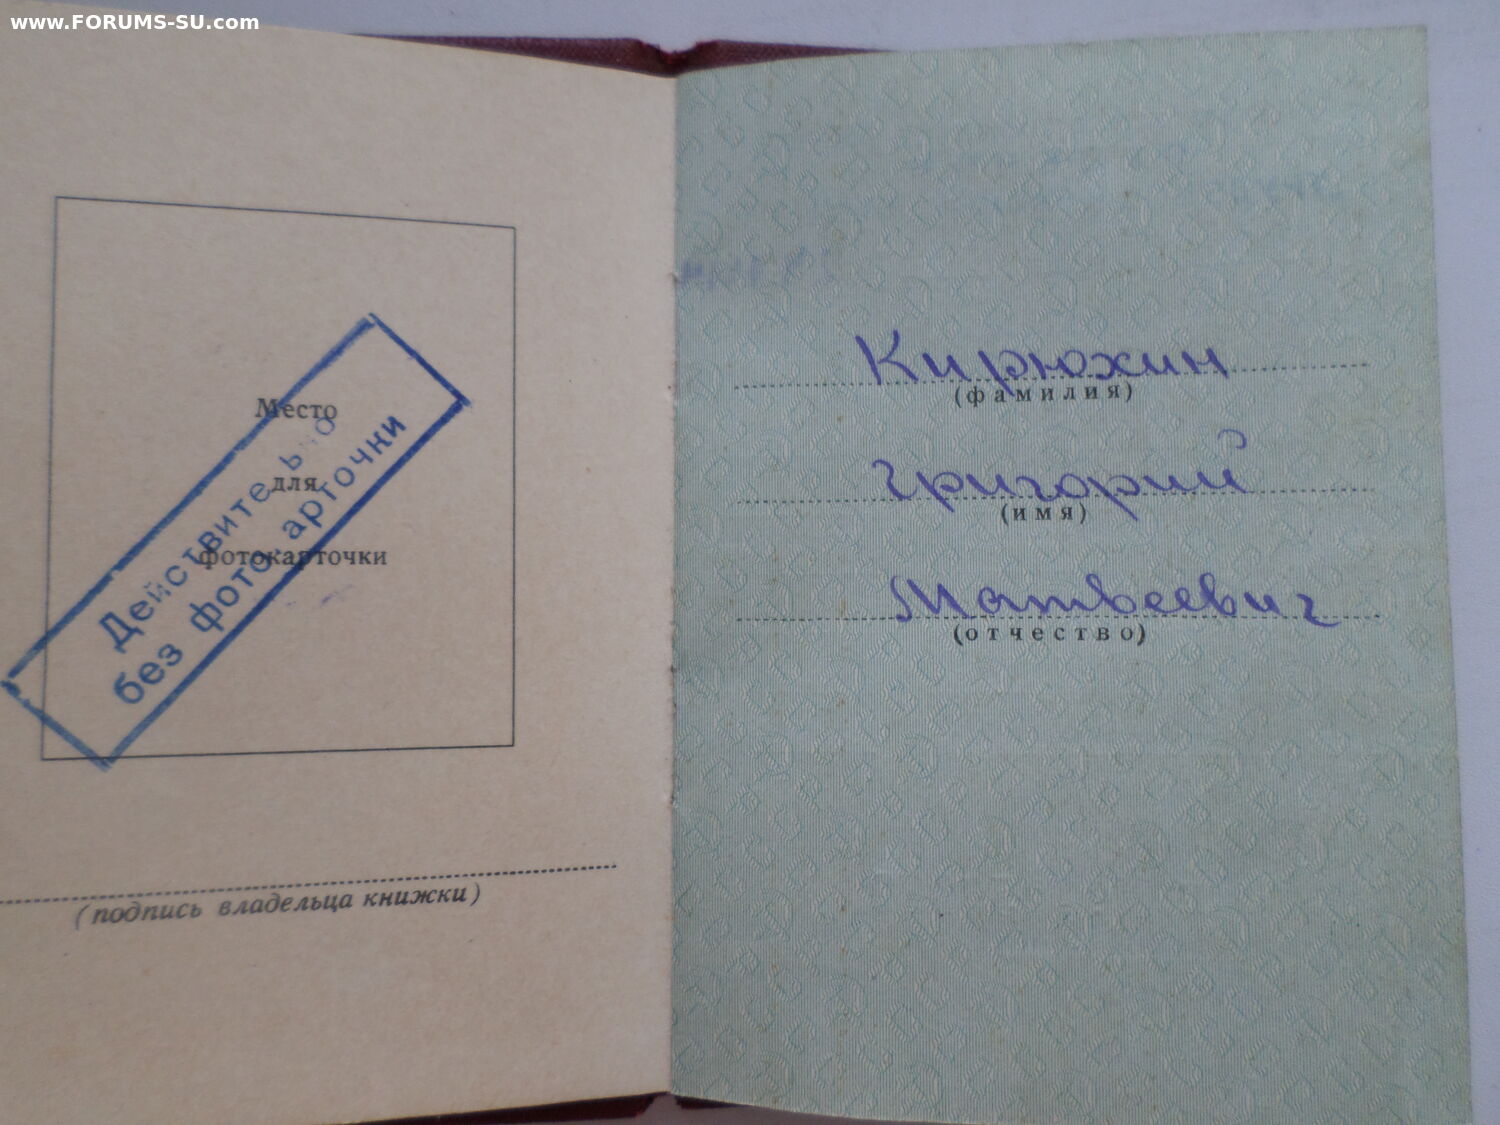 www.FORUMS-SU.com
Место
для
фотокарточки
Действительно
без фотокарточки
(подпись владельца книжки)
Кирюхин
(фамилия)
Григорий
(имя)
Матвеевич
(отчество)